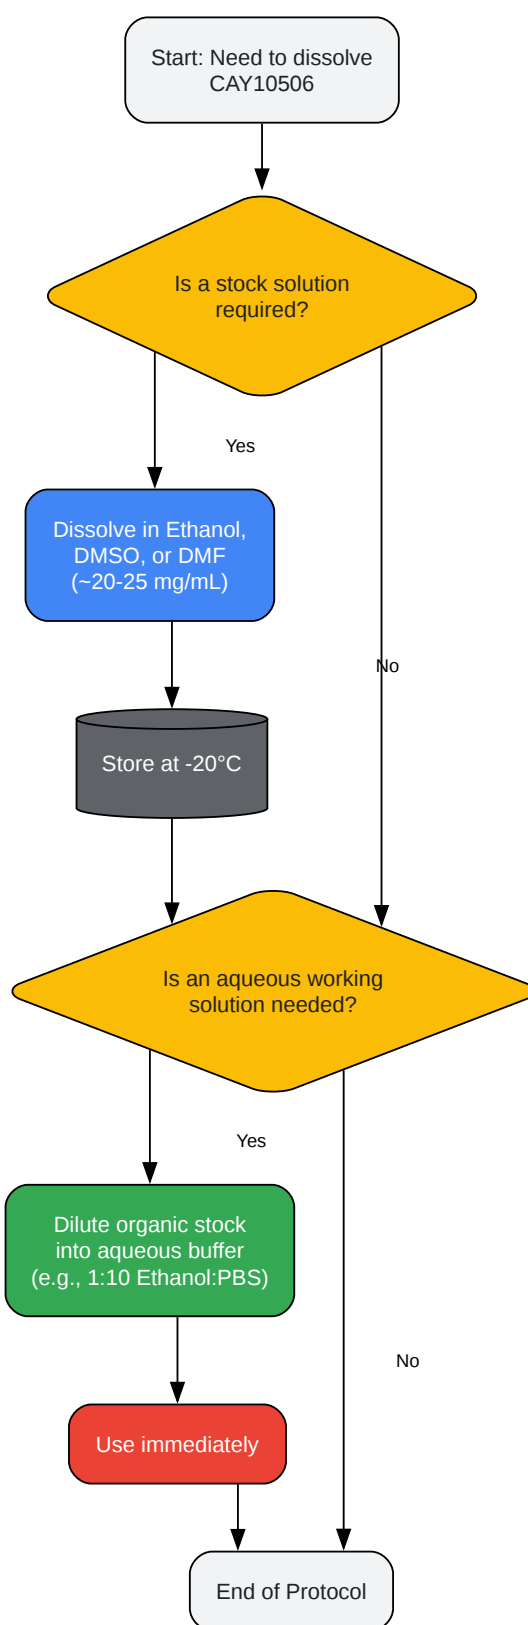 Start: Need to dissolve
CAY10506
Is a stock solution
required?
Yes
Dissolve in Ethanol,
DMSO, or DMF
(~20-25 mg/mL)
No
Store at -20°C
Is an aqueous working
solution needed?
Yes
Dilute organic stock
into aqueous buffer
(e.g., 1:10 Ethanol:PBS)
No
Use immediately
End of Protocol